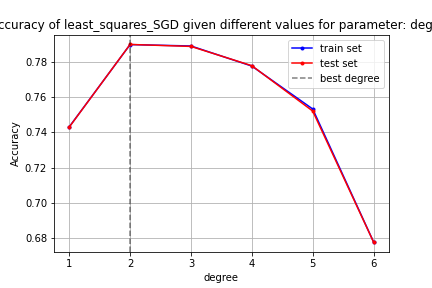 ccuracy of least_squares_SGD given different values for parameter: deg
train set
test set
best degree
0.78
0.76
0.74
0.72
0.70
0.68
Accuracy
1 2 3 4 5 6
degree